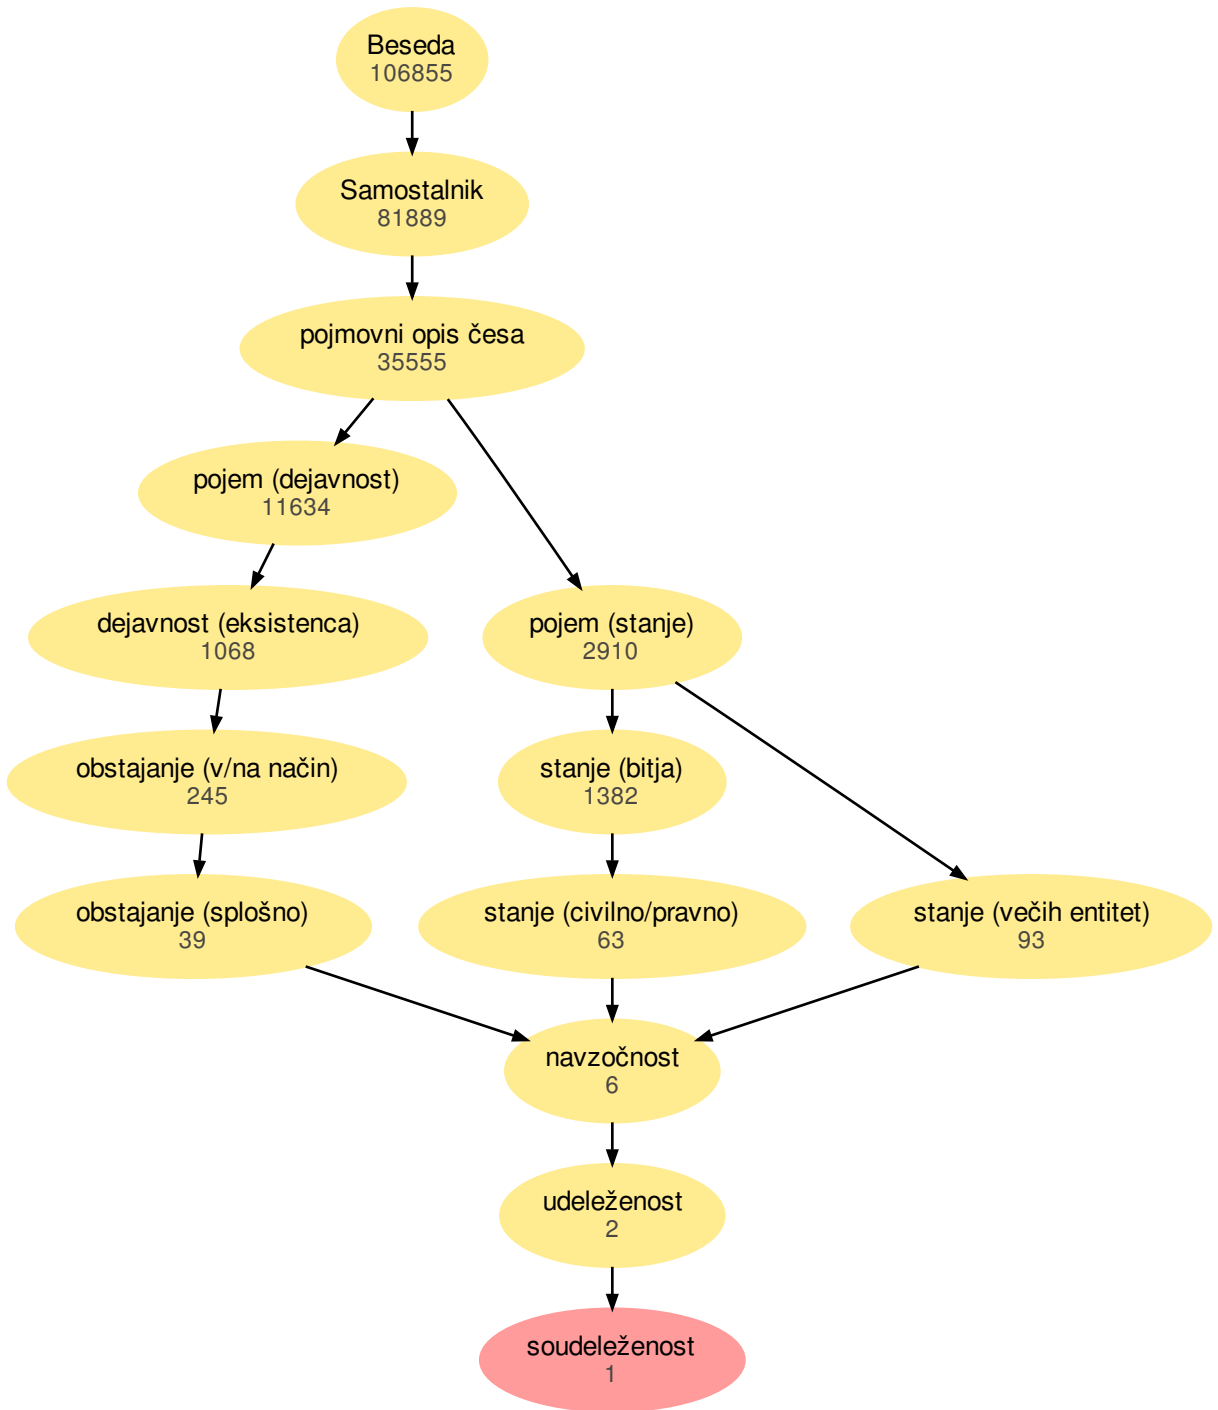 Beseda
106855
Samostalnik
81889
pojmovni opis česa
35555
pojem (dejavnost)
11634
dejavnost (eksistenca)
1068
pojem (stanje)
2910
obstajanje (v/na način)
245
stanje (bitja)
1382
obstajanje (splošno)
39
stanje (civilno/pravno)
63
stanje (večih entitet)
93
navzočnost
6
udeleženost
2
soudeleženost
1